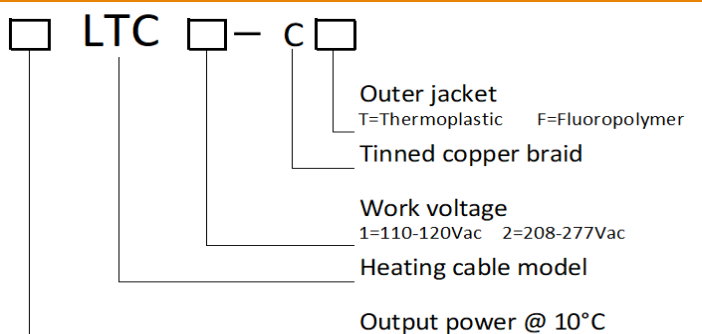 □ LTC □ – C □
Outer jacket
T=Thermoplastic F=Fluoropolymer
Tinned copper braid
Work voltage
1=110-120Vac 2=208-277Vac
Heating cable model
Output power @ 10°C